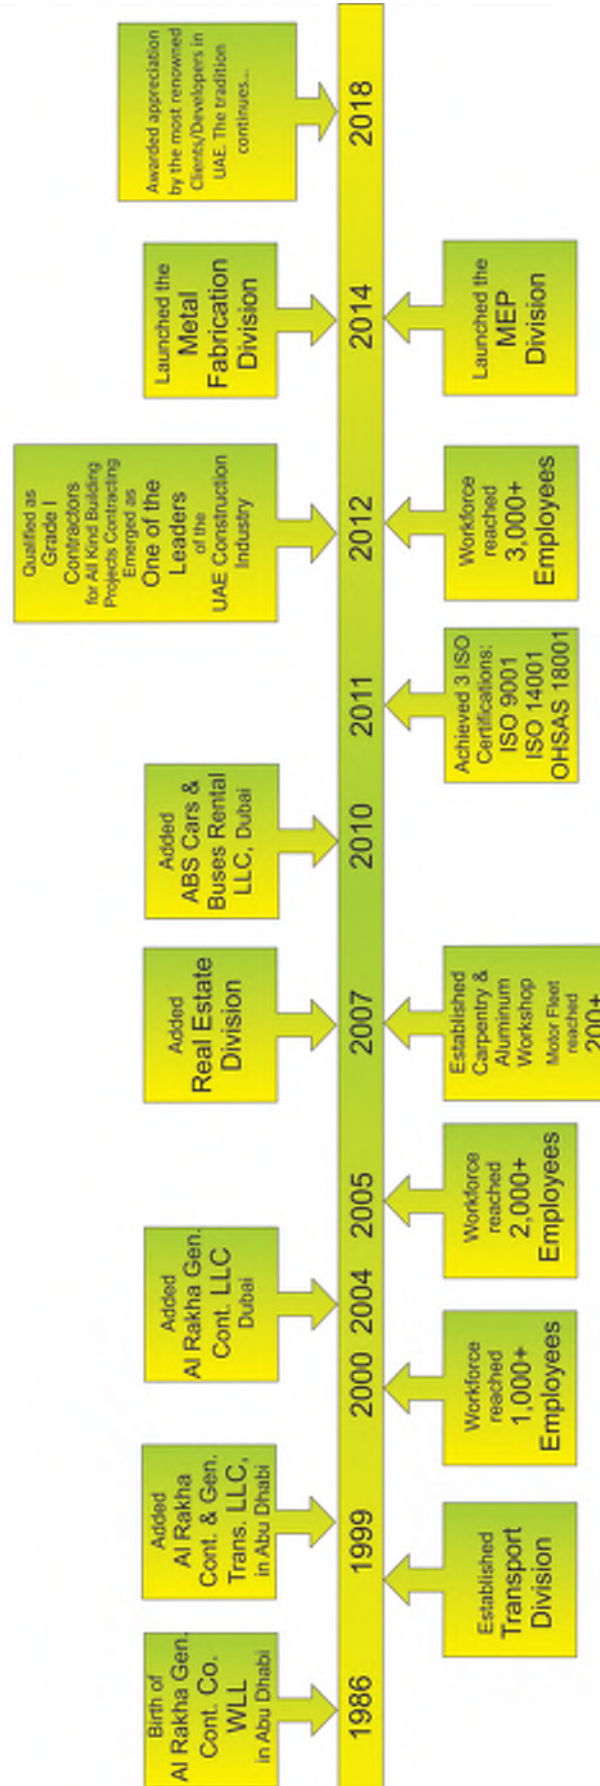 Birth of
Al Rakha Gen.
Cont. Co.
WLL
in Abu Dhabi
Added
Al Rakha
Cont. & Gen.
Trans. LLC,
in Abu Dhabi
Added
Al Rakha Gen.
Cont. LLC
Dubai
Added
Real Estate
Division
Added
ABS Cars &
Buses Rental
LLC, Dubai
Qualified as
Grade I
Contractors
for All Kind Building
Projects Contracting
Emerged as
One of the
Leaders
of the
UAE Construction
Industry
Launched the
Metal
Fabrication
Division
Awarded appreciation
by the most renowned
Clients/Developers in
UAE. The tradition
continues...
1986 1999 2000 2004 2005 2007 2010 2011 2012 2014 2018
Established
Transport
Division
Workforce
reached
1,000+
Employees
Workforce
reached
2,000+
Employees
Established
Carpentry &
Aluminum
Workshop
Motor Fleet
reached
200+
Achieved 3 ISO
Certifications:
ISO 9001
ISO 14001
OHSAS 18001
Workforce
reached
3,000+
Employees
Launched the
MEP
Division